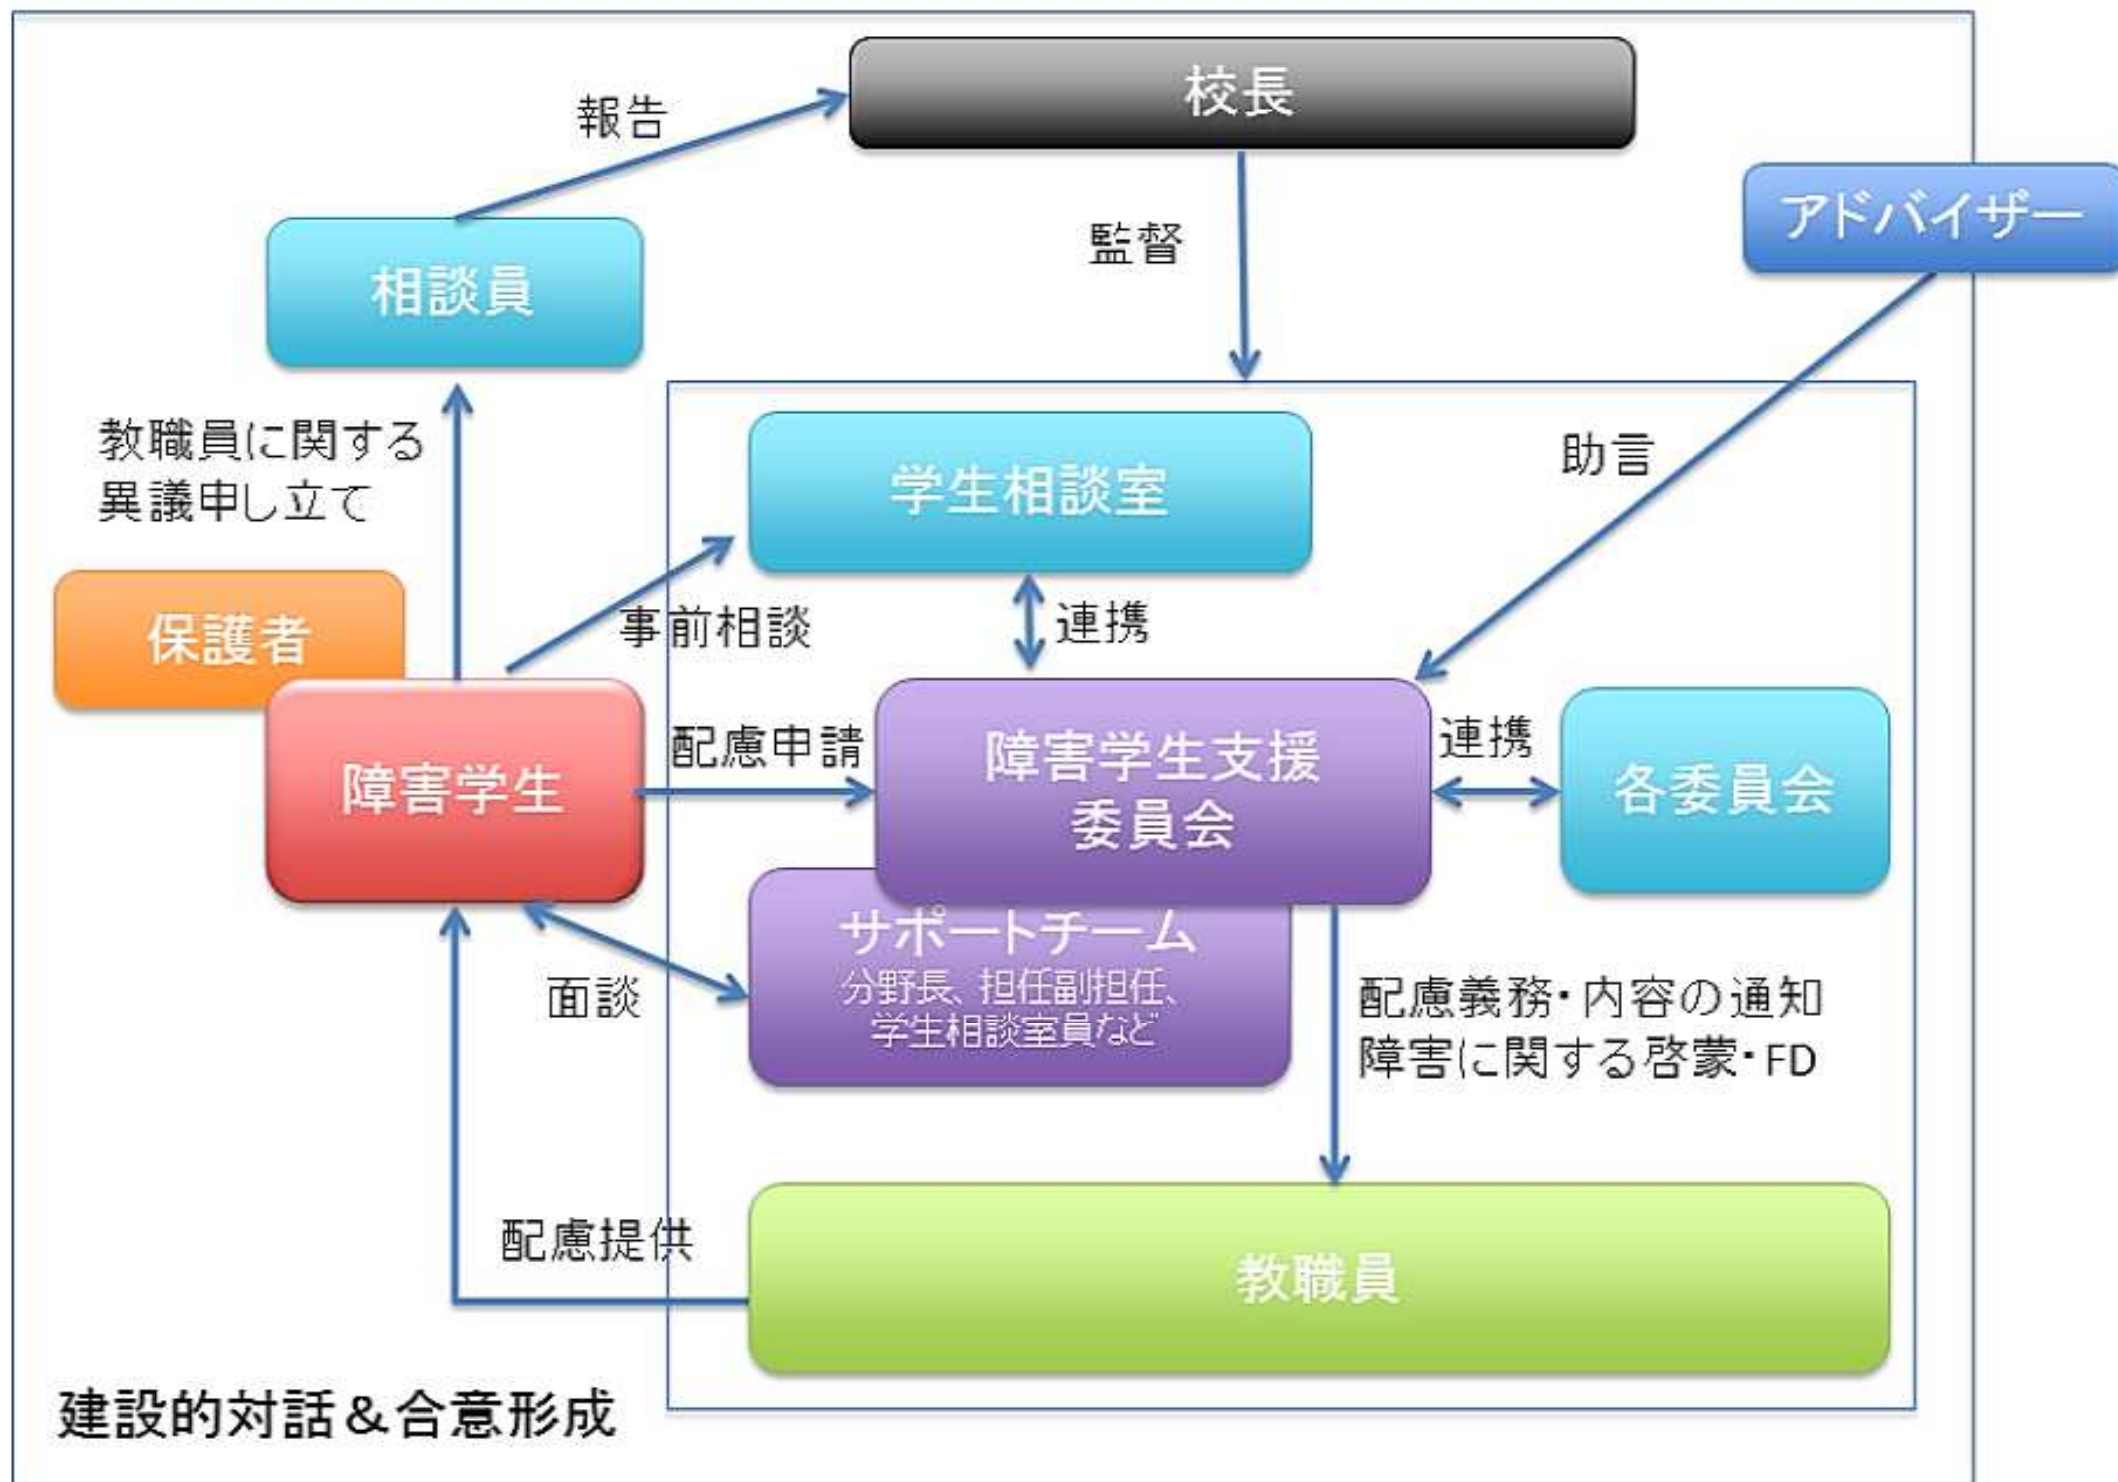 校長
報告
アドバイザー
監督
相談員
教職員に関する
異議申し立て
学生相談室
助言
保護者
事前相談
連携
障害学生
配慮申請
障害学生支援
委員会
連携
各委員会
サポートチーム
分野長、担任副担任、
学生相談室員など
面談
配慮義務・内容の通知
障害に関する啓蒙・FD
配慮提供
教職員
建設的対話＆合意形成